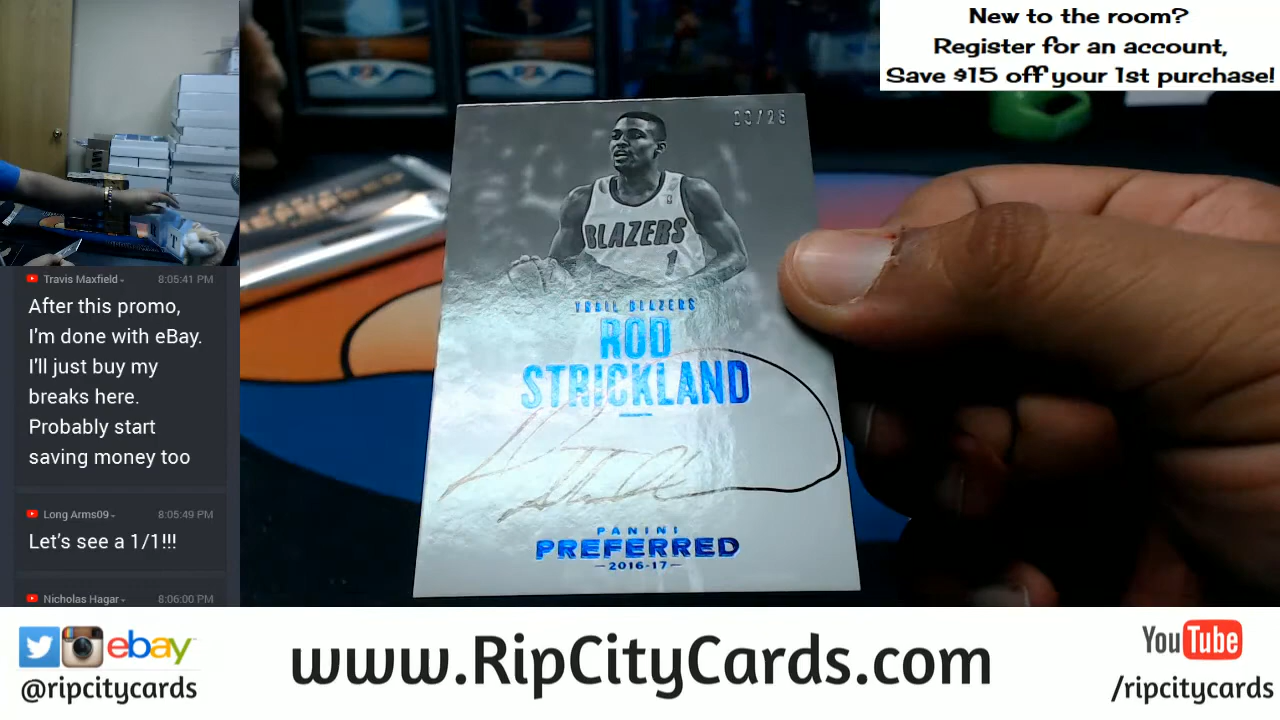 New to the room?
Register for an account,
Save $15 off your 1st purchase!
Travis Maxfield
8:05:41 PM
After this promo,
I'm done with eBay.
I'll just buy my
breaks here.
Probably start
saving money too
Long Arms09
8:05:49 PM
Let's see a 1/1!!!
Nicholas Hagar
8:06:00 PM
BLAZERS
1
TRAIL BLAZERS
ROD
STRICKLAND
PANINI
PREFERRED
2016-17
ebay
@ripcitycards
www.RipCityCards.com
YouTube
/ripcitycards